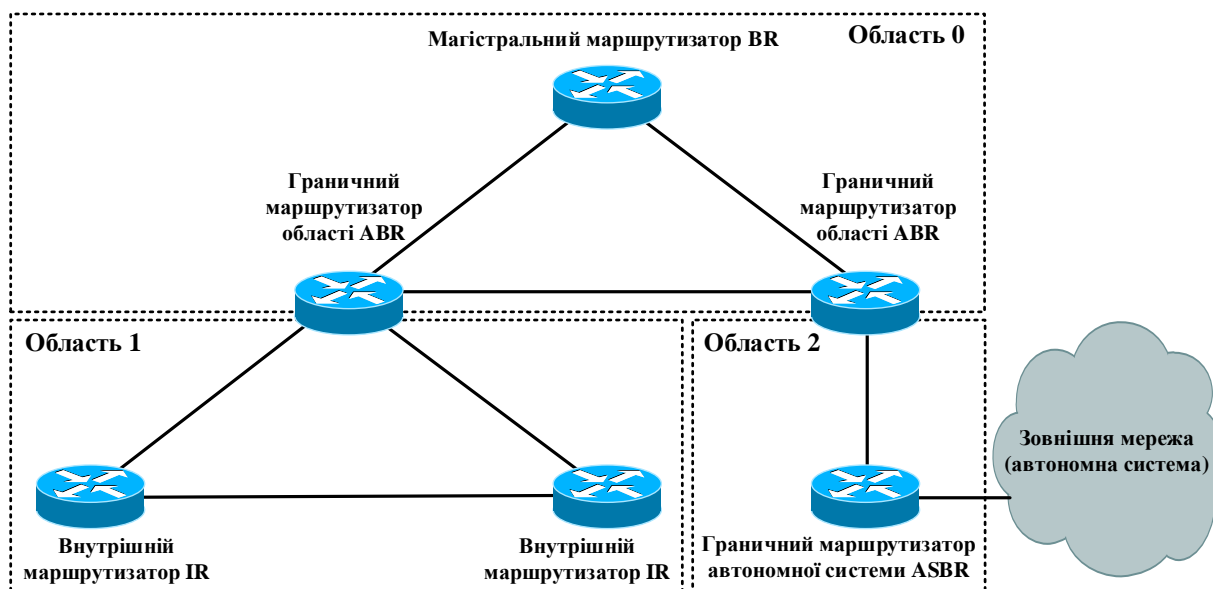 Магістральний маршрутизатор BR
Область 0
Граничний
маршрутизатор
області ABR
Граничний
маршрутизатор
області ABR
Область 1
Область 2
Зовнішня мережа
(автономна система)
Внутрішній
маршрутизатор IR
Внутрішній
маршрутизатор IR
Граничний маршрутизатор
автономної системи ASBR